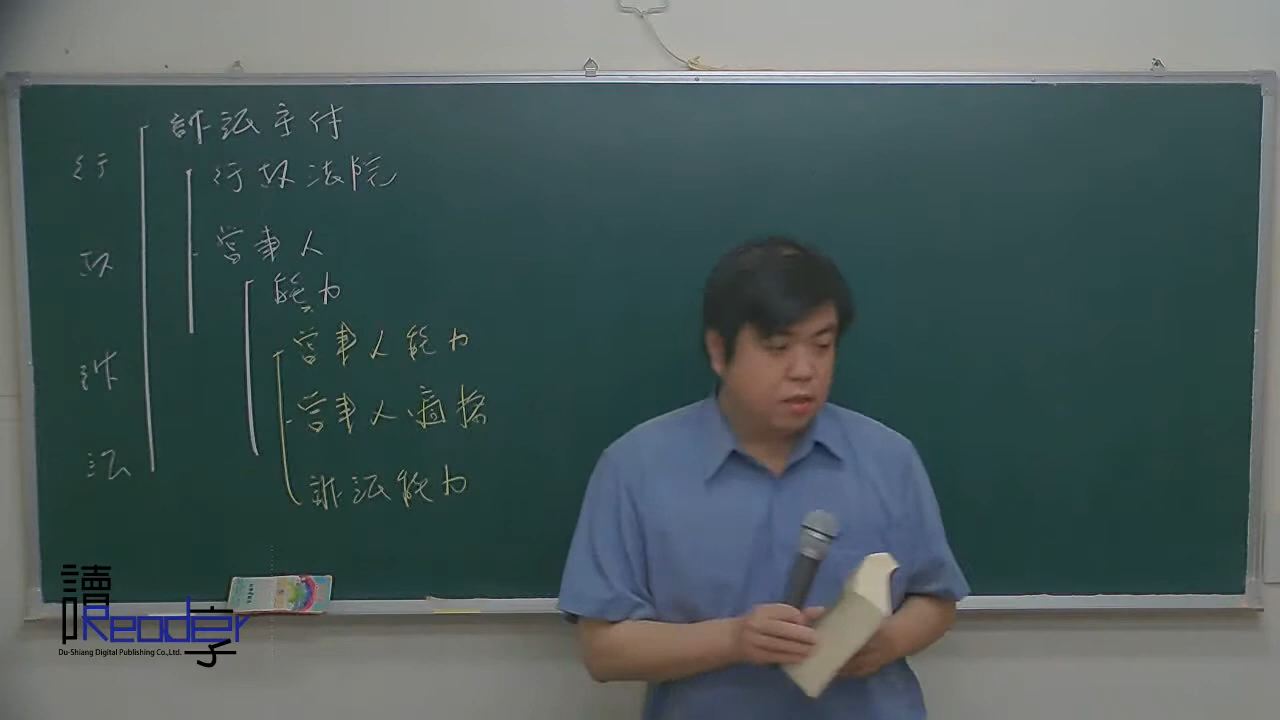 行政訴訟
訴訟主体
行政法院
當事人
能力
當事人能力
當事人適格
訴訟能力
讀享
Reader
Du-Shiang Digital Publishing Co.,Ltd.